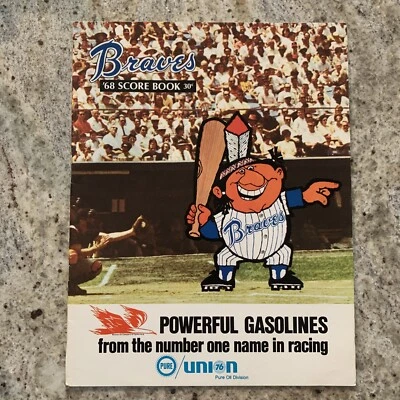 Braves
'68 SCORE BOOK 30¢
Braves
POWERFUL GASOLINES
from the number one name in racing
PURE / union 76
Pure Oil Division